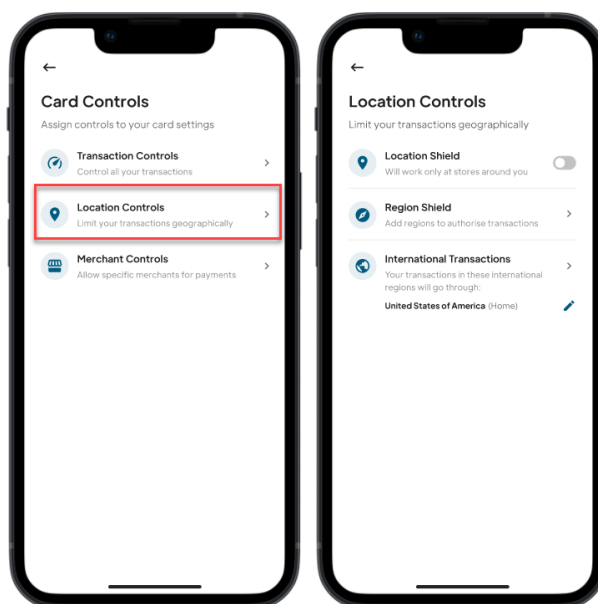 Card Controls
Assign controls to your card settings
Transaction Controls
Control all your transactions
Location Controls
Limit your transactions geographically
Merchant Controls
Allow specific merchants for payments
Location Controls
Limit your transactions geographically
Location Shield
Will work only at stores around you
Region Shield
Add regions to authorise transactions
International Transactions
Your transactions in these international
regions will go through:
United States of America (Home)